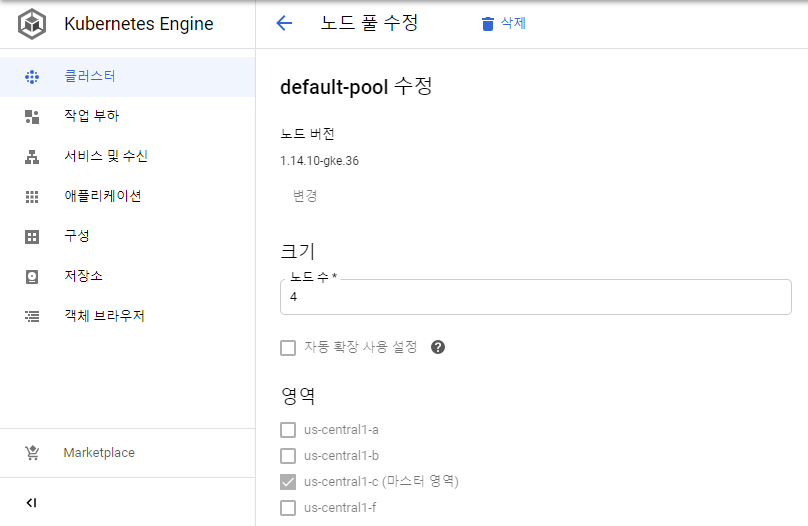 Kubernetes Engine
노드 풀 수정
삭제
클러스터
작업 부하
서비스 및 수신
애플리케이션
구성
저장소
객체 브라우저
Marketplace
default-pool 수정
노드 버전
1.14.10-gke.36
변경
크기
노드 수 *
4
자동 확장 사용 설정
영역
us-central1-a
us-central1-b
us-central1-c (마스터 영역)
us-central1-f